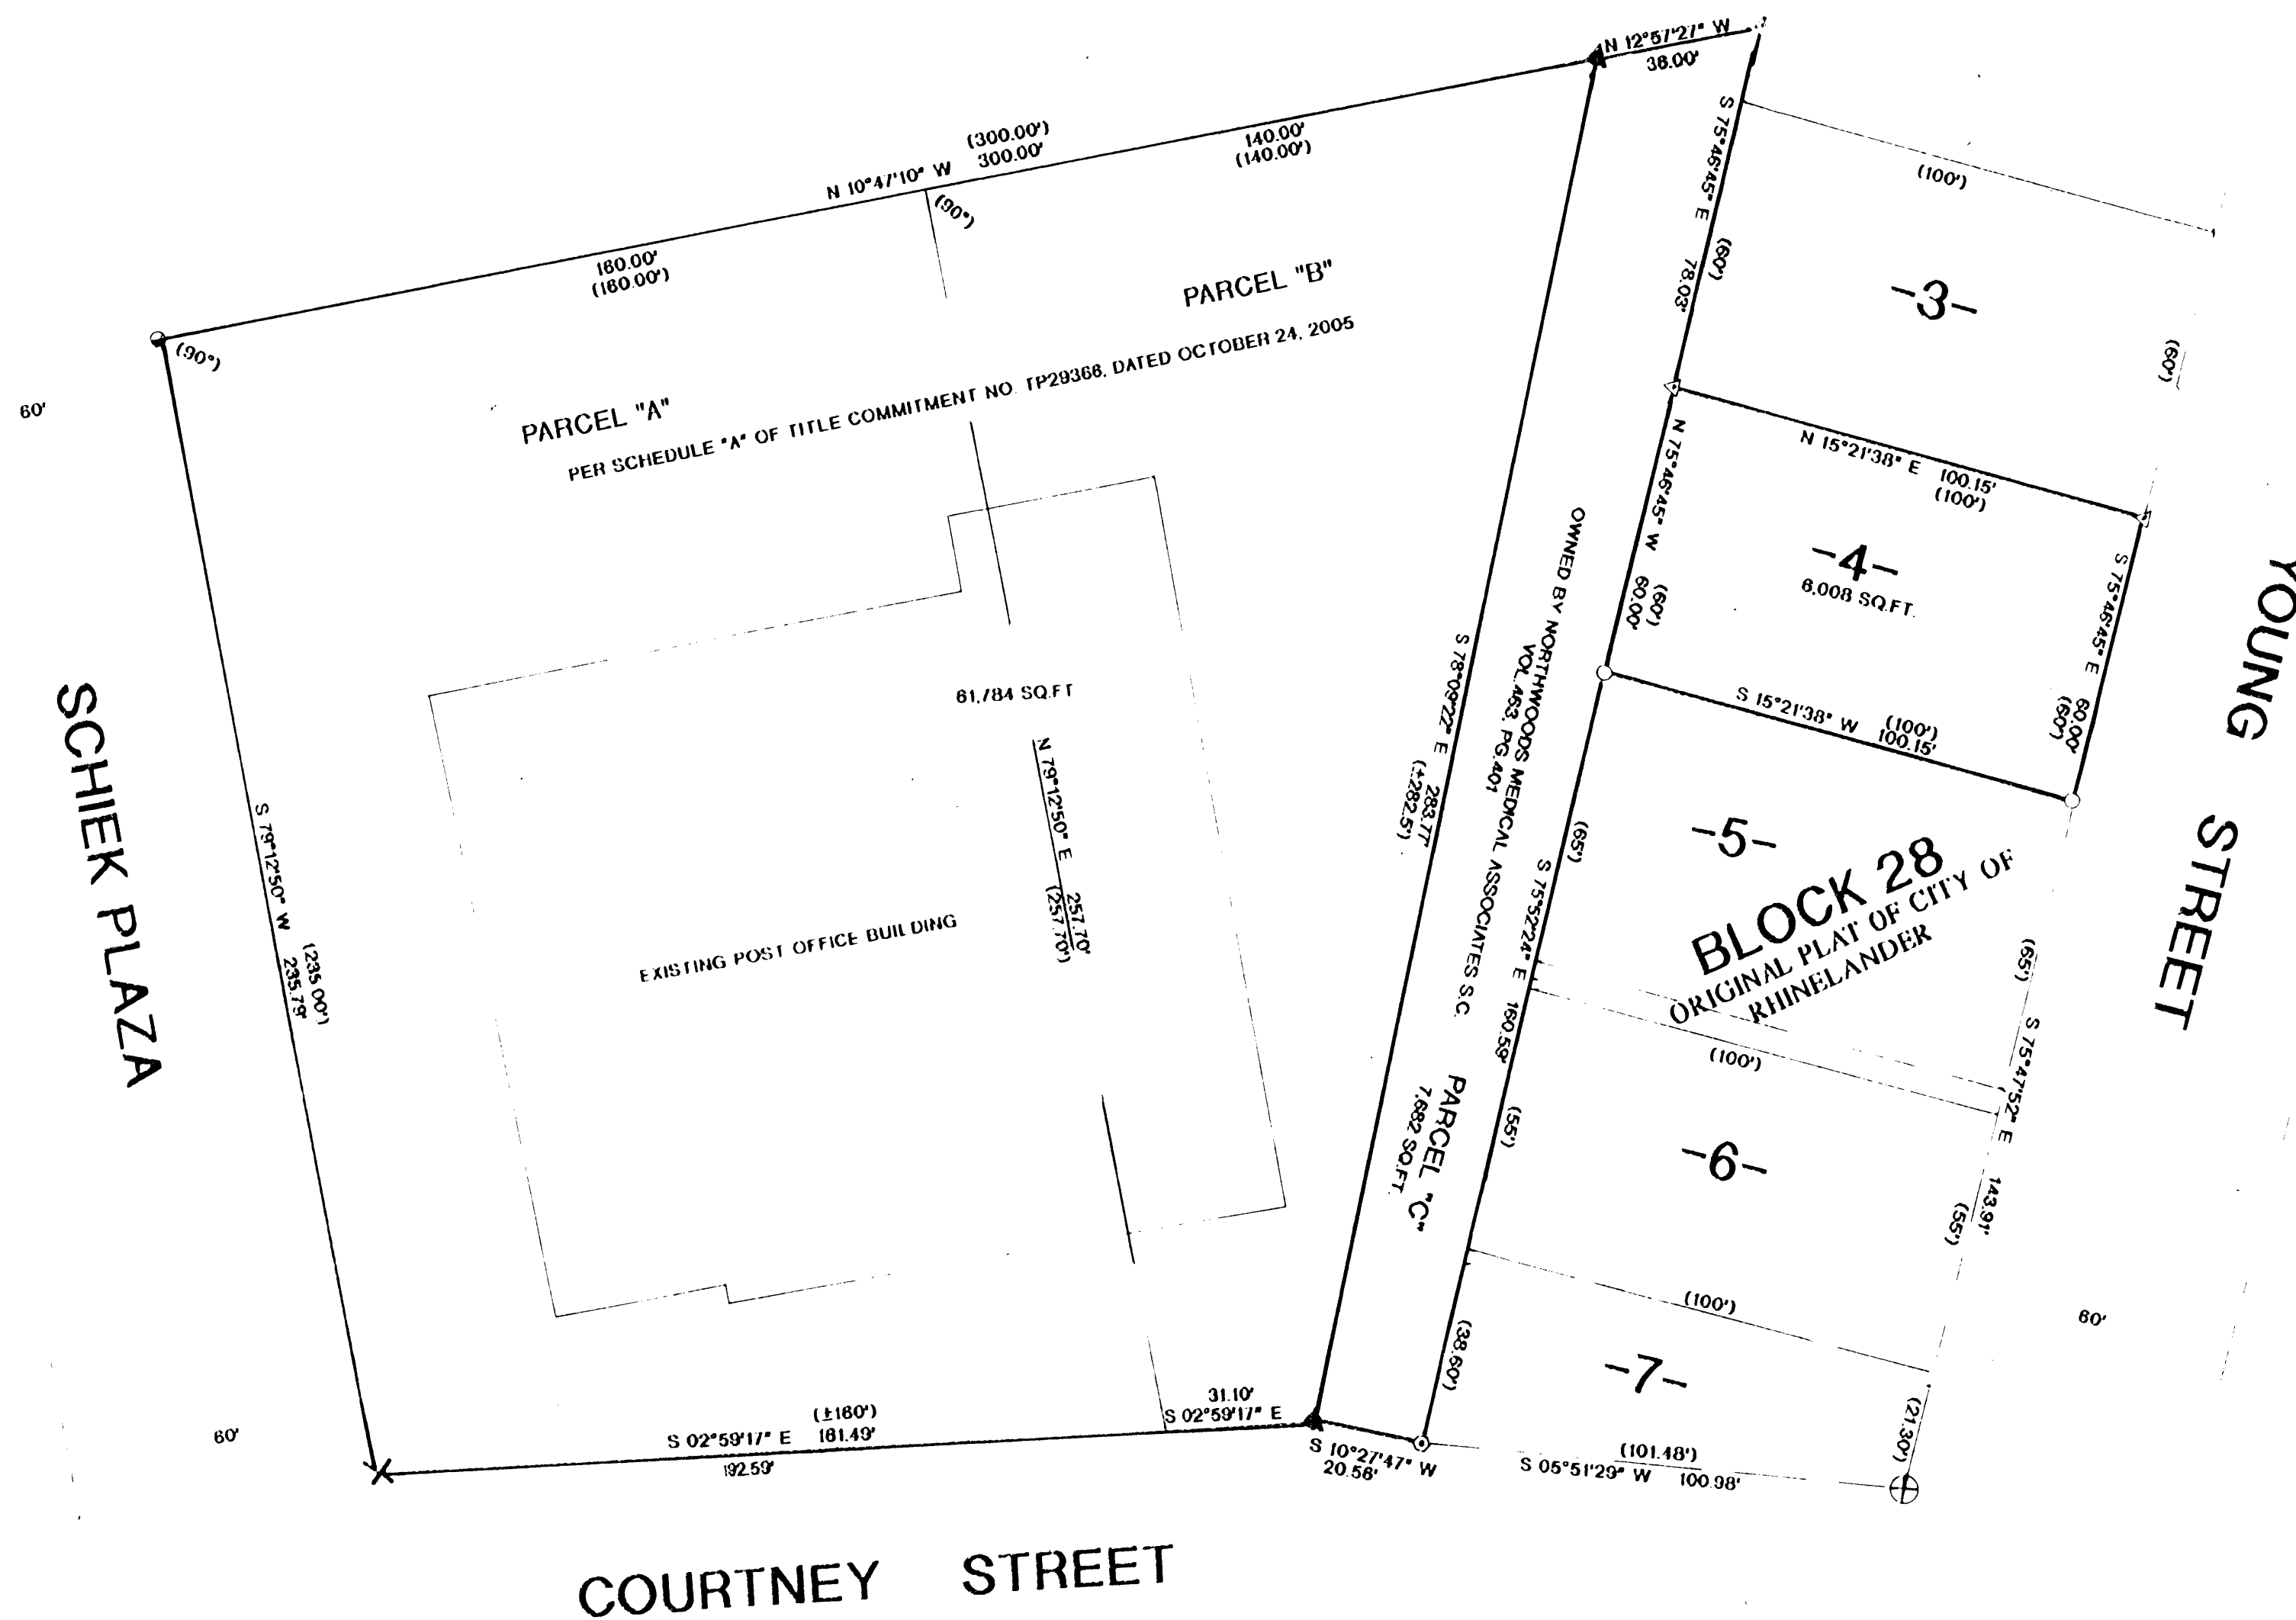 N 12°57'27" W
36.00'
(300.00')
N 10°47'10" W 300.00'
140.00'
(140.00')
(90°)
160.00'
(160.00')
(90°)
PARCEL "A"
PARCEL "B"
PER SCHEDULE "A" OF TITLE COMMITMENT NO. TP29366, DATED OCTOBER 24, 2005
60'
SCHIEK PLAZA
S 79°12'50" W 235.79'
(235.00')
61,784 SQ.FT
N 79°12'50" E 257.70'
(257.70')
EXISTING POST OFFICE BUILDING
S 78°09'22" E 283.77'
(±282.5')
OWNED BY NORTHWOODS MEDICAL ASSOCIATES S.C.
VOL.463, PG.401
PARCEL "C"
7,682 SQ.FT.
S 75°46'45" E 78.03'
(60')
(100')
-3-
(60')
N 15°21'38" E 100.15'
(100')
N 75°46'45" W 60.00'
(60')
-4-
6,008 SQ.FT.
S 75°46'45" E 60.00'
(60')
S 15°21'38" W 100.15'
(100')
YOUNG STREET
-5-
(65')
BLOCK 28
ORIGINAL PLAT OF CITY OF
RHINELANDER
(65')
S 75°52'24" E 160.59'
(100')
S 75°47'52" E 143.91'
(55')
-6-
(55')
(100')
(38.60')
-7-
(21.30')
60'
60'
(±160')
S 02°59'17" E 161.49'
192.59'
31.10'
S 02°59'17" E
S 10°27'47" W
20.56'
(101.48')
S 05°51'29" W 100.98'
COURTNEY STREET